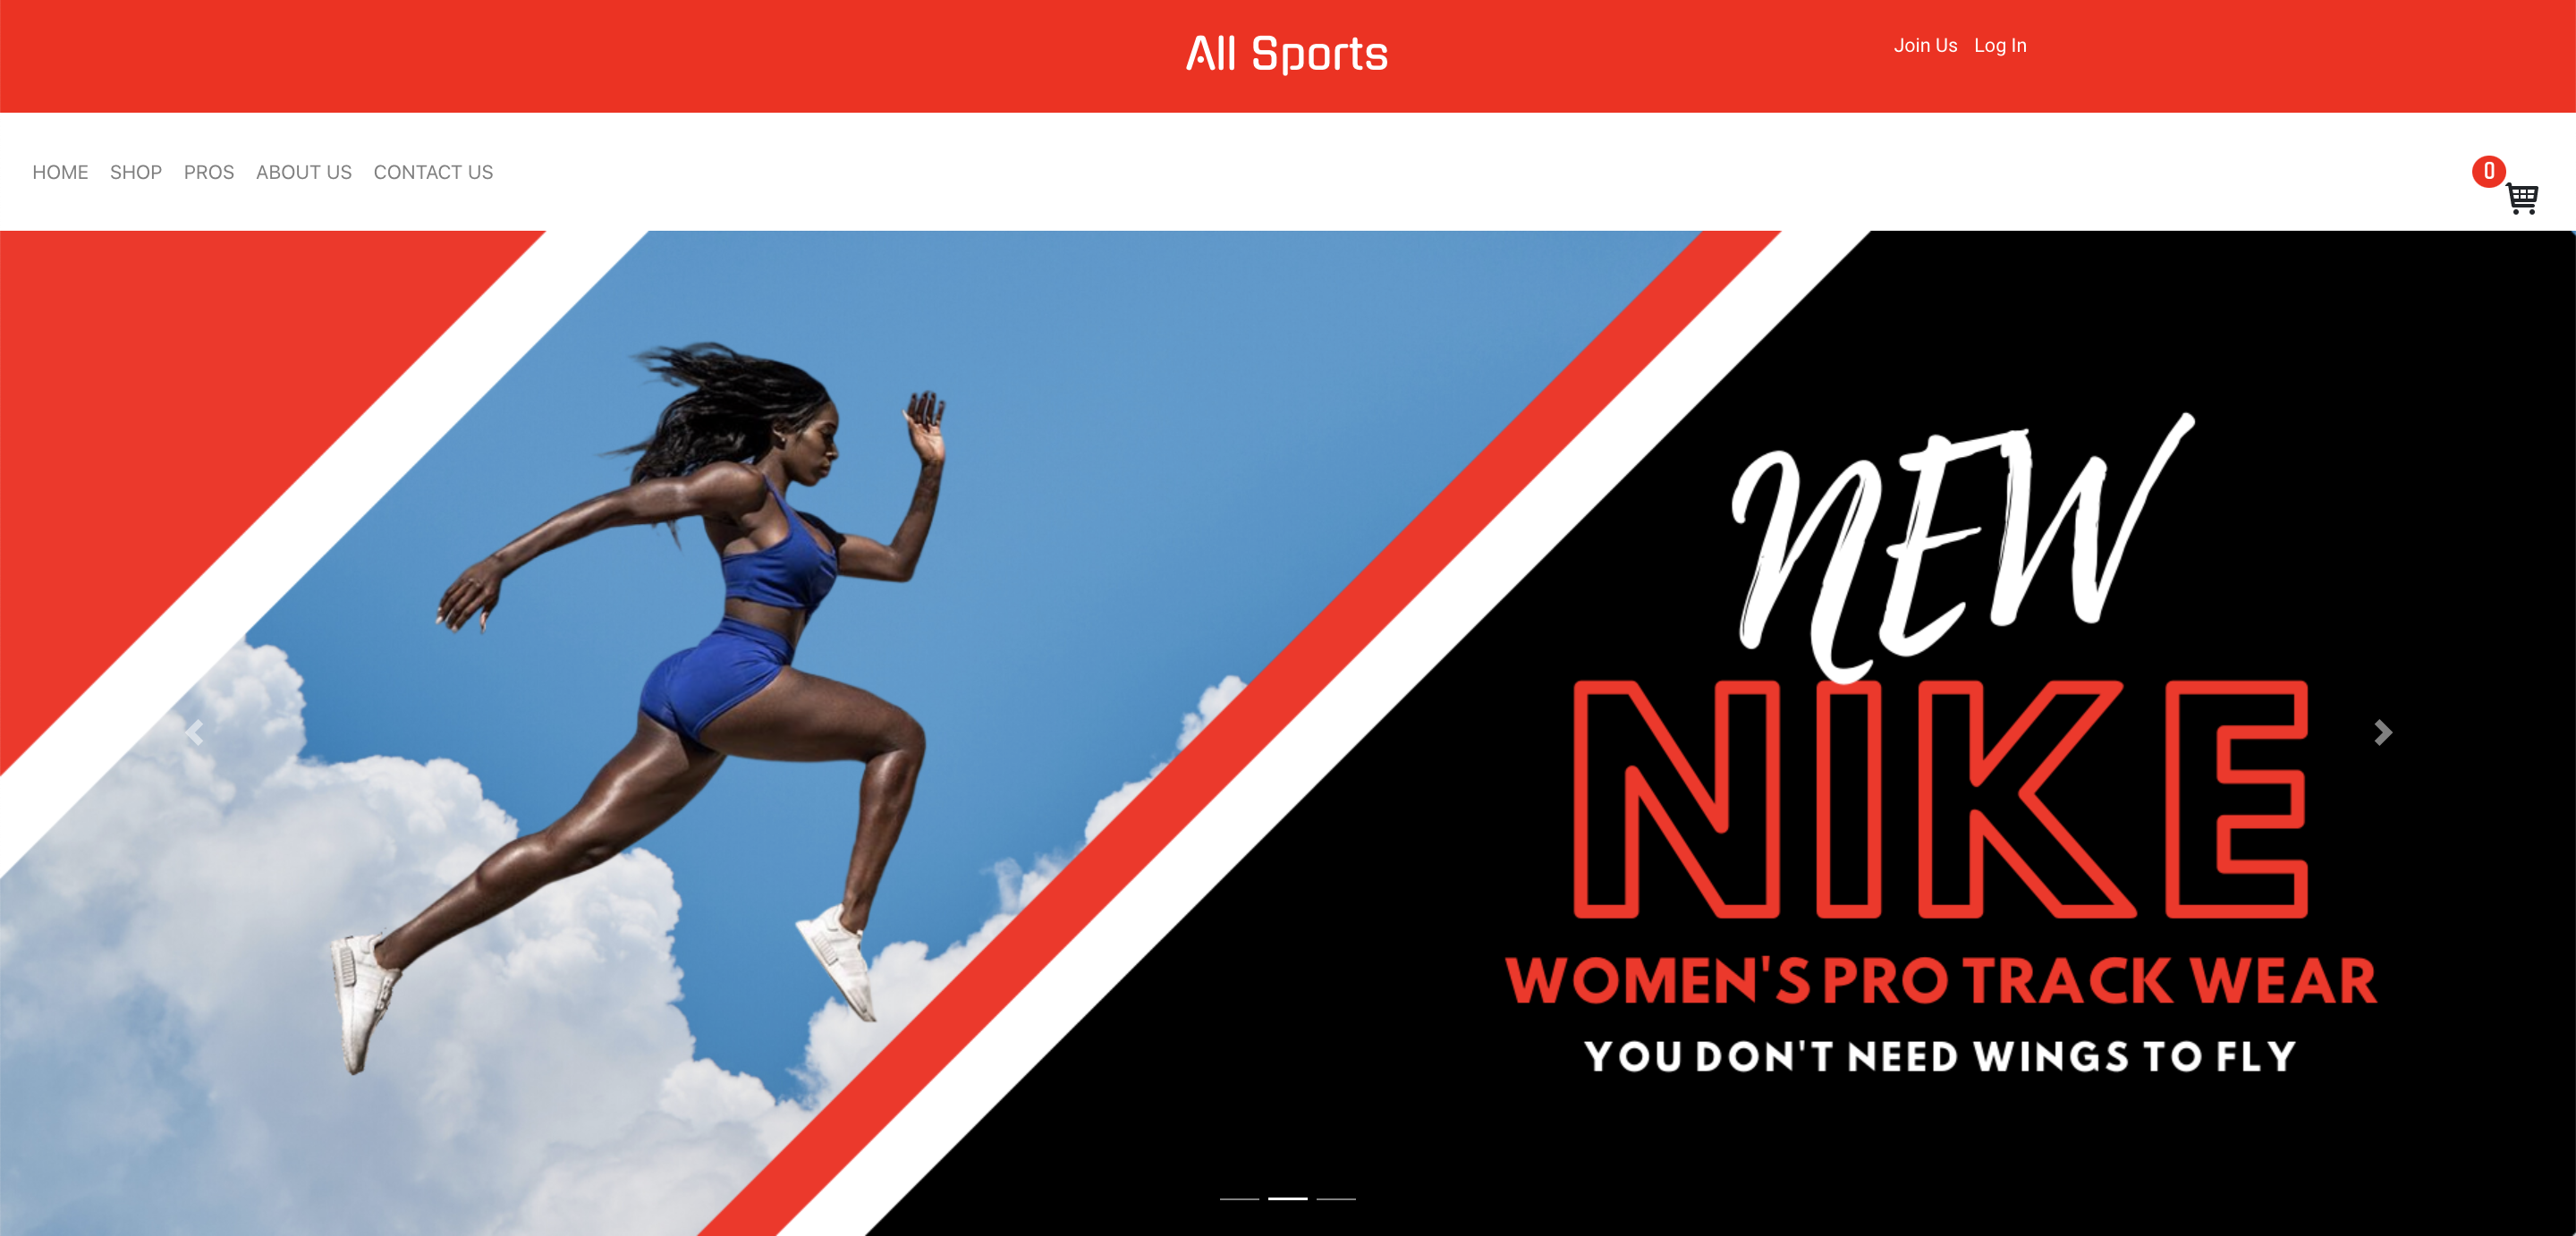 All Sports
Join Us Log In
HOME SHOP PROS ABOUT US CONTACT US
0
NEW
NIKE
WOMEN'S PRO TRACK WEAR
YOU DON'T NEED WINGS TO FLY